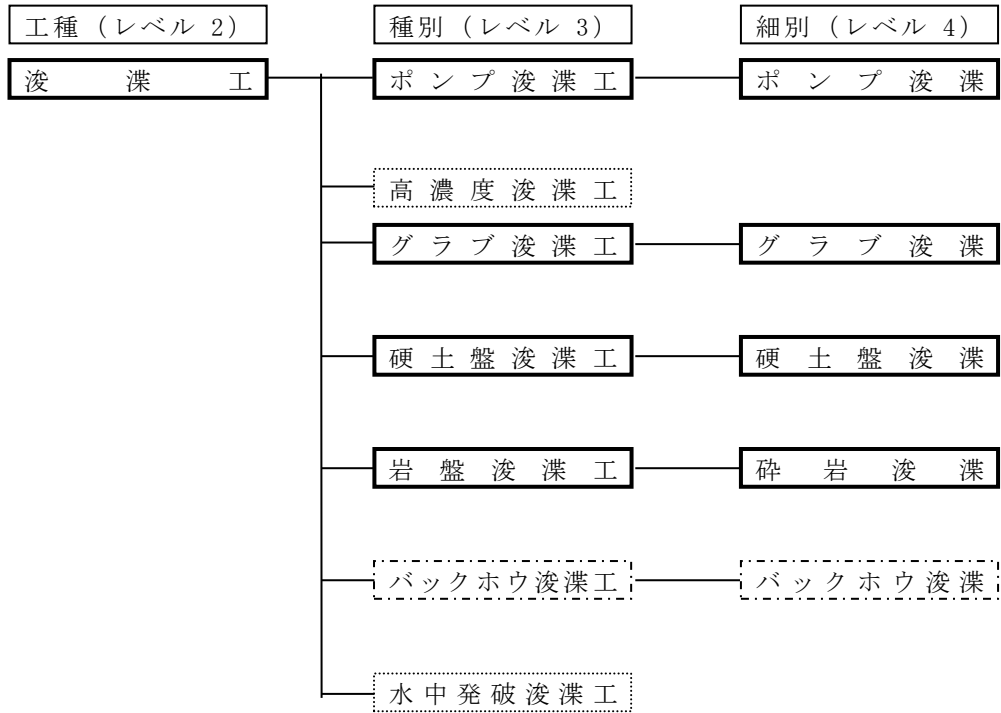 工種（レベル 2） 種別（レベル 3） 細別（レベル 4）
浚渫工 ポンプ浚渫工 ポンプ浚渫
高濃度浚渫工
グラブ浚渫工 グラブ浚渫
硬土盤浚渫工 硬土盤浚渫
岩盤浚渫工 砕岩浚渫
バックホウ浚渫工 バックホウ浚渫
水中発破浚渫工